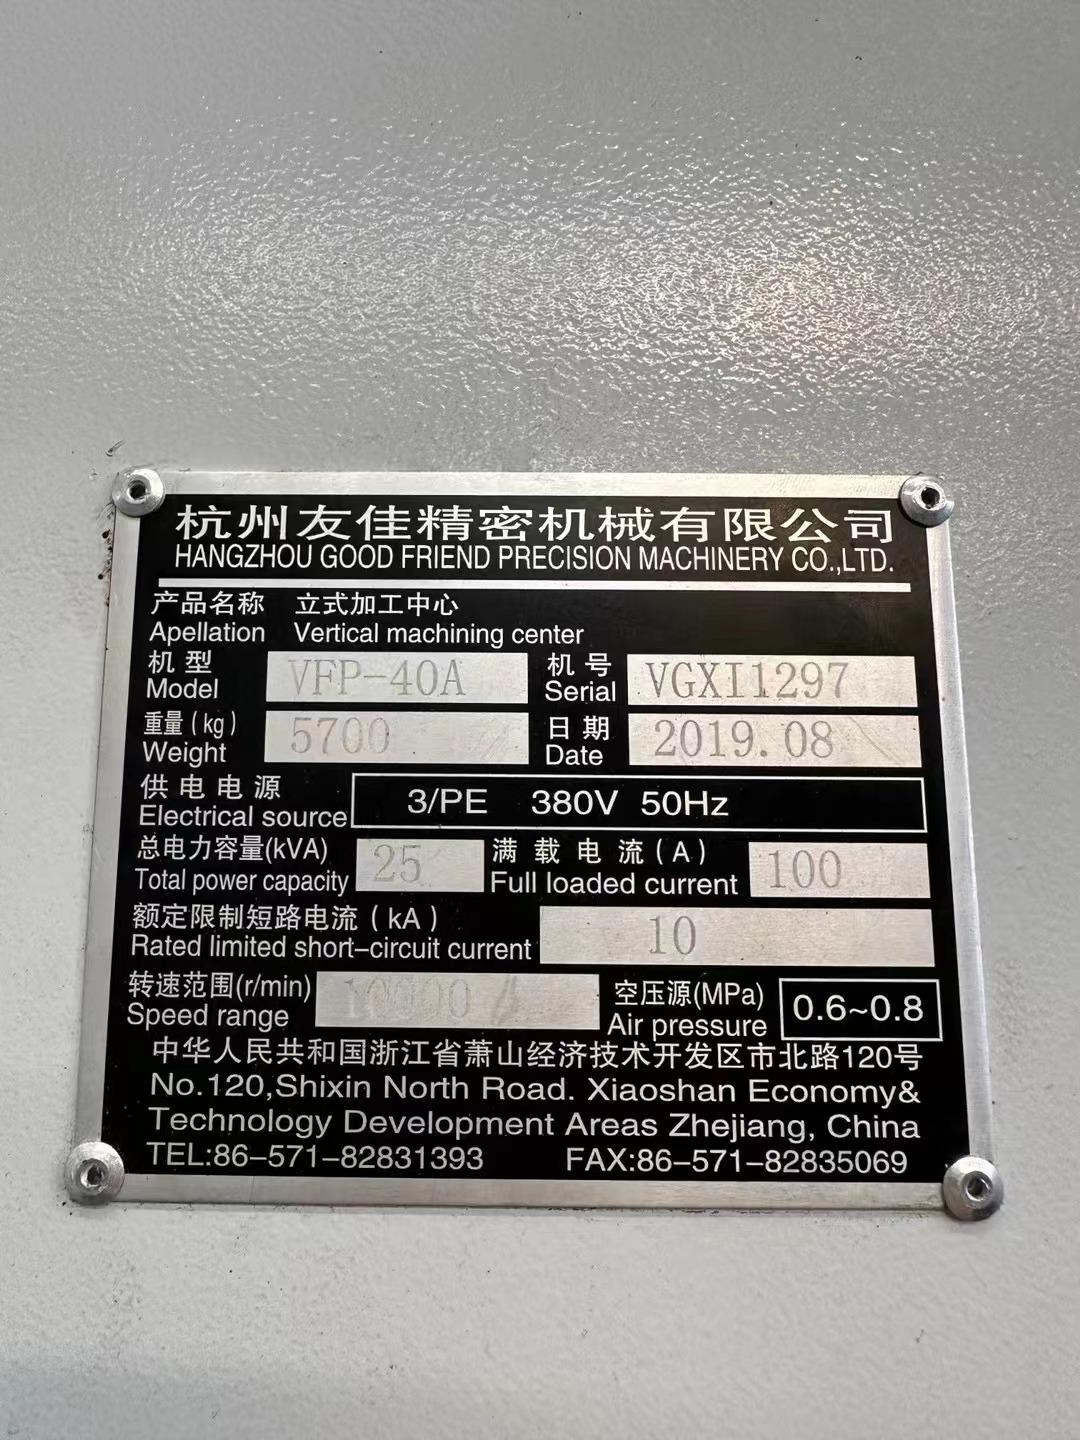 杭州友佳精密机械有限公司
HANGZHOU GOOD FRIEND PRECISION MACHINERY CO.,LTD.
产品名称 立式加工中心
Apellation Vertical machining center
机型 VFP-40A 机号 VGXI1297
Model Serial
重量(kg) 5700 日期 2019.08
Weight Date
供电电源 3/PE 380V 50Hz
Electrical source
总电力容量(kVA) 25 满载电流(A) 100
Total power capacity Full loaded current
额定限制短路电流(kA) 10
Rated limited short-circuit current
转速范围(r/min) 10000 空压源(MPa) 0.6~0.8
Speed range Air pressure
中华人民共和国浙江省萧山经济技术开发区市北路120号
No.120,Shixin North Road. Xiaoshan Economy&
Technology Development Areas Zhejiang, China
TEL:86-571-82831393 FAX:86-571-82835069